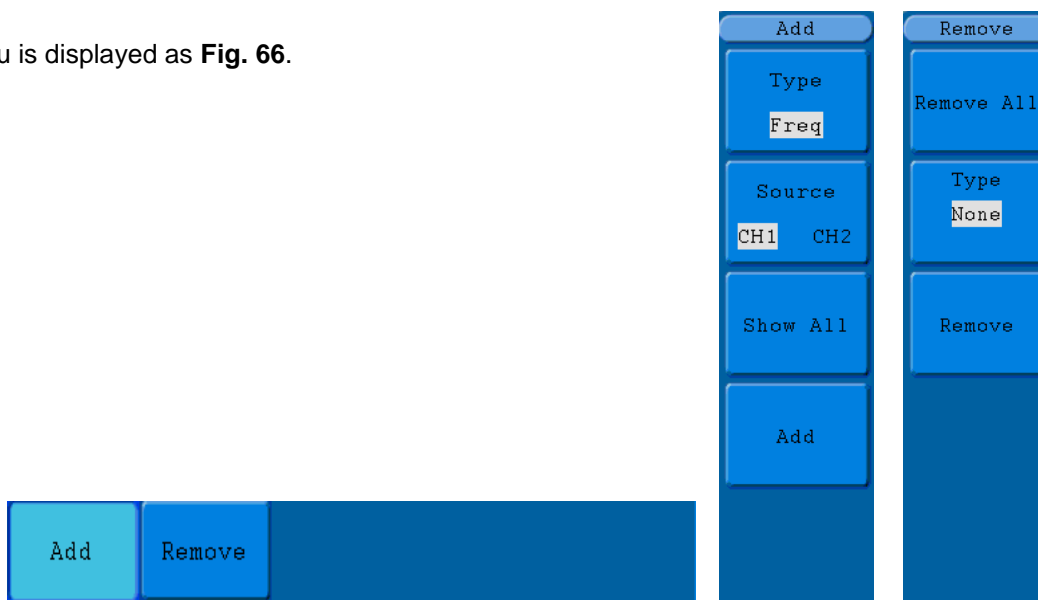 u is displayed as Fig. 66.
Add
Type
Freq
Source
CH1 CH2
Show All
Add
Remove
Remove All
Type
None
Remove
Add Remove